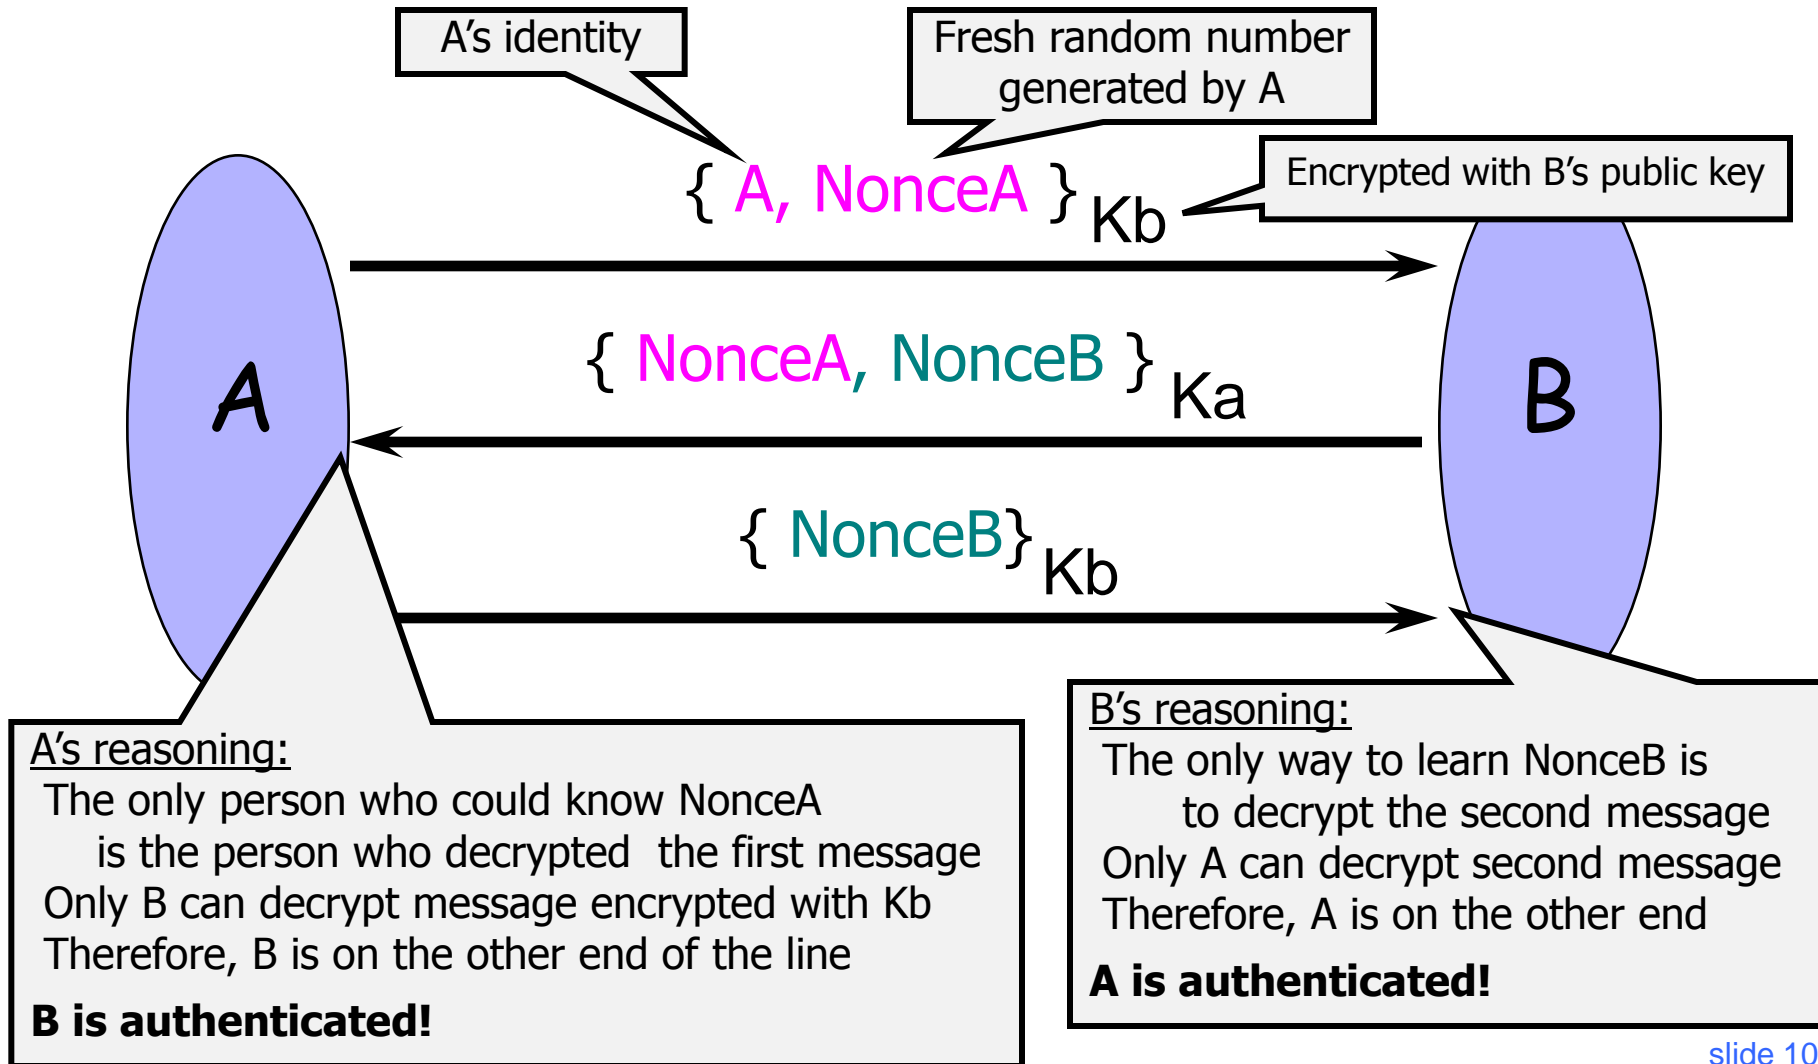 A's identity
Fresh random number
generated by A
{ A, NonceA }Kb
Encrypted with B's public key
{ NonceA, NonceB }Ka
A
B
{ NonceB}Kb
A's reasoning:
The only person who could know NonceA
is the person who decrypted the first message
Only B can decrypt message encrypted with Kb
Therefore, B is on the other end of the line
B is authenticated!
B's reasoning:
The only way to learn NonceB is
to decrypt the second message
Only A can decrypt second message
Therefore, A is on the other end
A is authenticated!
slide 10